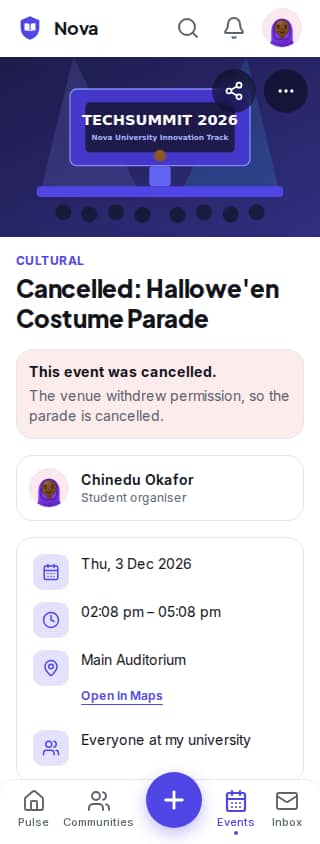 Nova
TECHSUMMIT 2026
Nova University Innovation Track
CULTURAL
Cancelled: Hallowe'en
Costume Parade
This event was cancelled.
The venue withdrew permission, so the
parade is cancelled.
Chinedu Okafor
Student organiser
Thu, 3 Dec 2026
02:08 pm – 05:08 pm
Main Auditorium
Open in Maps
Everyone at my university
Pulse
Communities
Events
Inbox